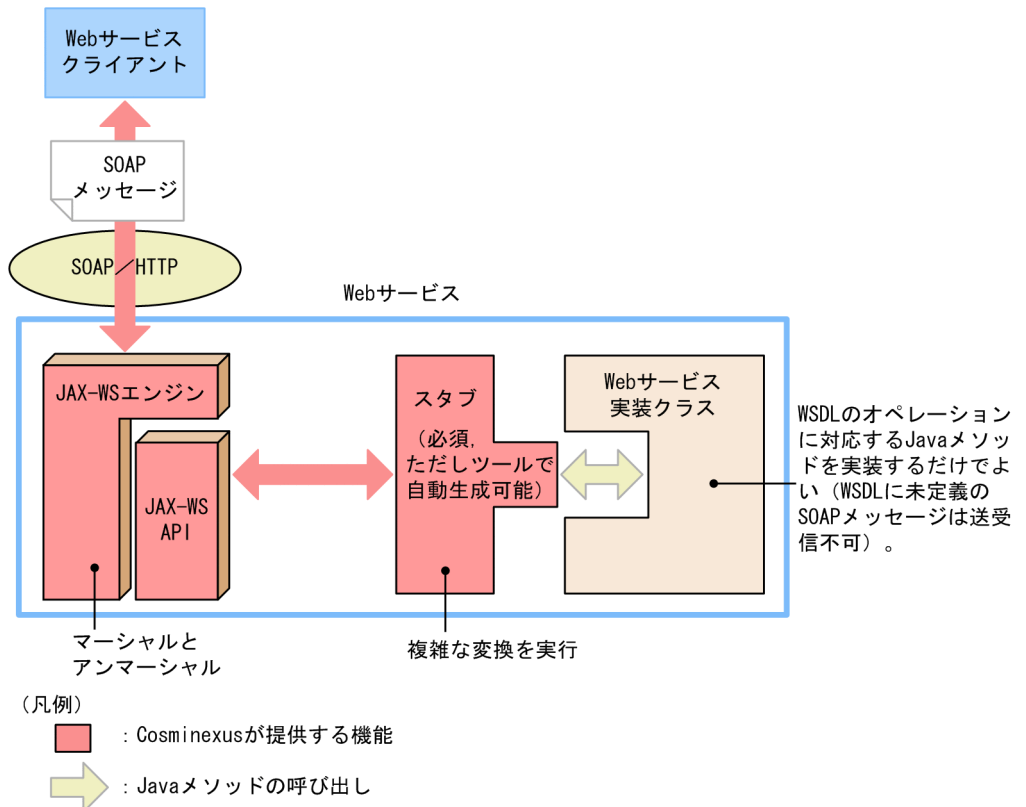 Webサービス
クライアント
SOAP
メッセージ
SOAP/HTTP
Webサービス
JAX-WSエンジン
JAX-WS
API
スタブ
(必須,
ただしツールで
自動生成可能)
Webサービス
実装クラス
WSDLのオペレーション
に対応するJavaメソッ
ドを実装するだけでよ
い(WSDLに未定義の
SOAPメッセージは送受
信不可)。
マーシャルと
アンマーシャル
複雑な変換を実行
(凡例)
:Cosminexusが提供する機能
:Javaメソッドの呼び出し